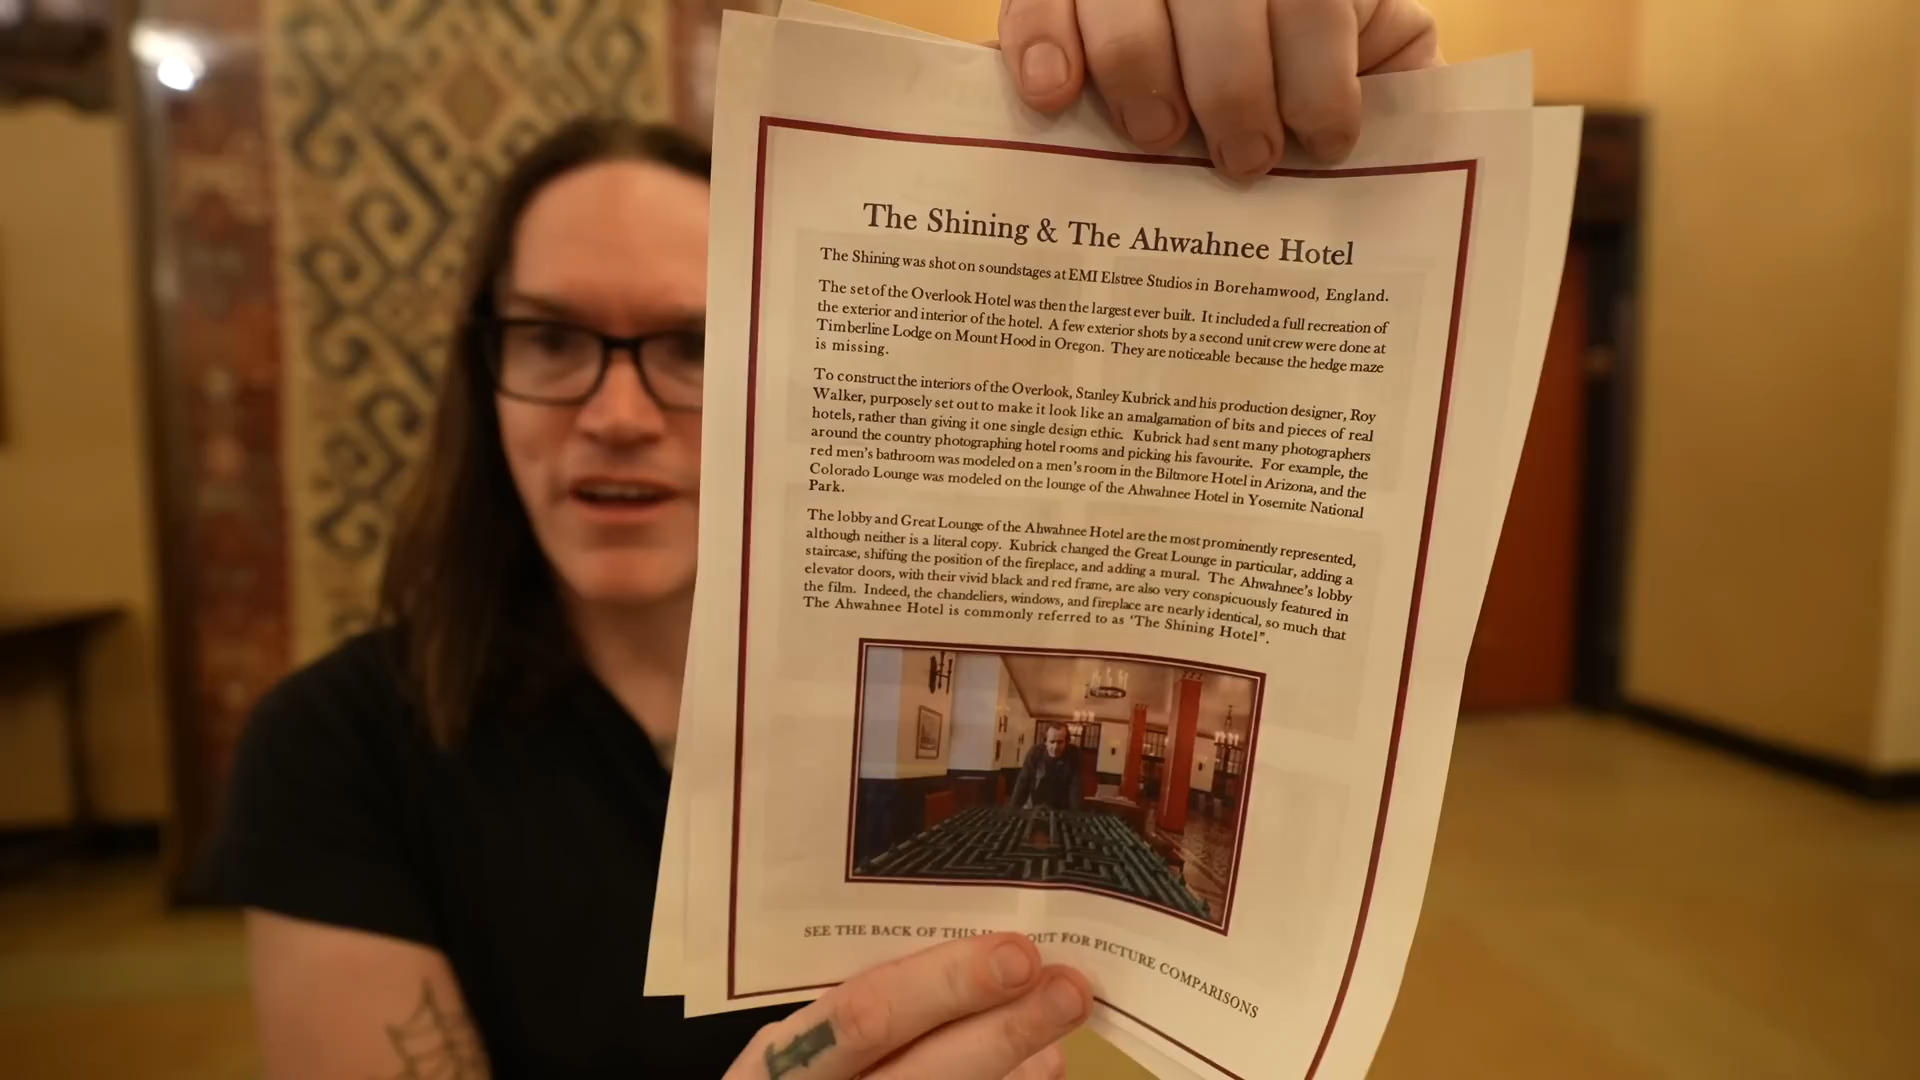 The Shining & The Ahwahnee Hotel
The Shining was shot on soundstages at EMI Elstree Studios in Borehamwood, England.
The set of the Overlook Hotel was then the largest ever built. It included a full recreation of
the exterior and interior of the hotel. A few exterior shots by a second unit crew were done at
Timberline Lodge on Mount Hood in Oregon. They are noticeable because the hedge maze
is missing.
To construct the interiors of the Overlook, Stanley Kubrick and his production designer, Roy
Walker, purposely set out to make it look like an amalgamation of bits and pieces of real
hotels, rather than giving it one single design ethic. Kubrick had sent many photographers
around the country photographing hotel rooms and picking his favourite. For example, the
red men's bathroom was modeled on a men's room in the Biltmore Hotel in Arizona, and the
Colorado Lounge was modeled on the lounge of the Ahwahnee Hotel in Yosemite National
Park.
The lobby and Great Lounge of the Ahwahnee Hotel are the most prominently represented,
although neither is a literal copy. Kubrick changed the Great Lounge in particular, adding a
staircase, shifting the position of the fireplace, and adding a mural. The Ahwahnee's lobby
elevator doors, with their vivid black and red frame, are also very conspicuously featured in
the film. Indeed, the chandeliers, windows, and fireplace are nearly identical, so much that
The Ahwahnee Hotel is commonly referred to as 'The Shining Hotel".
SEE THE BACK OF THIS OUT FOR PICTURE COMPARISONS